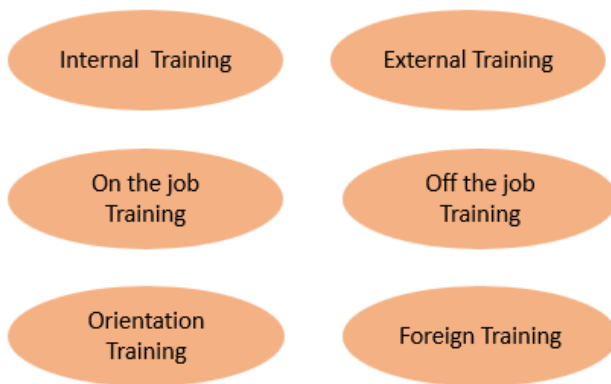 Internal  Training
External Training
On the job
Training
Off the job
Training
Orientation
Training
Foreign Training